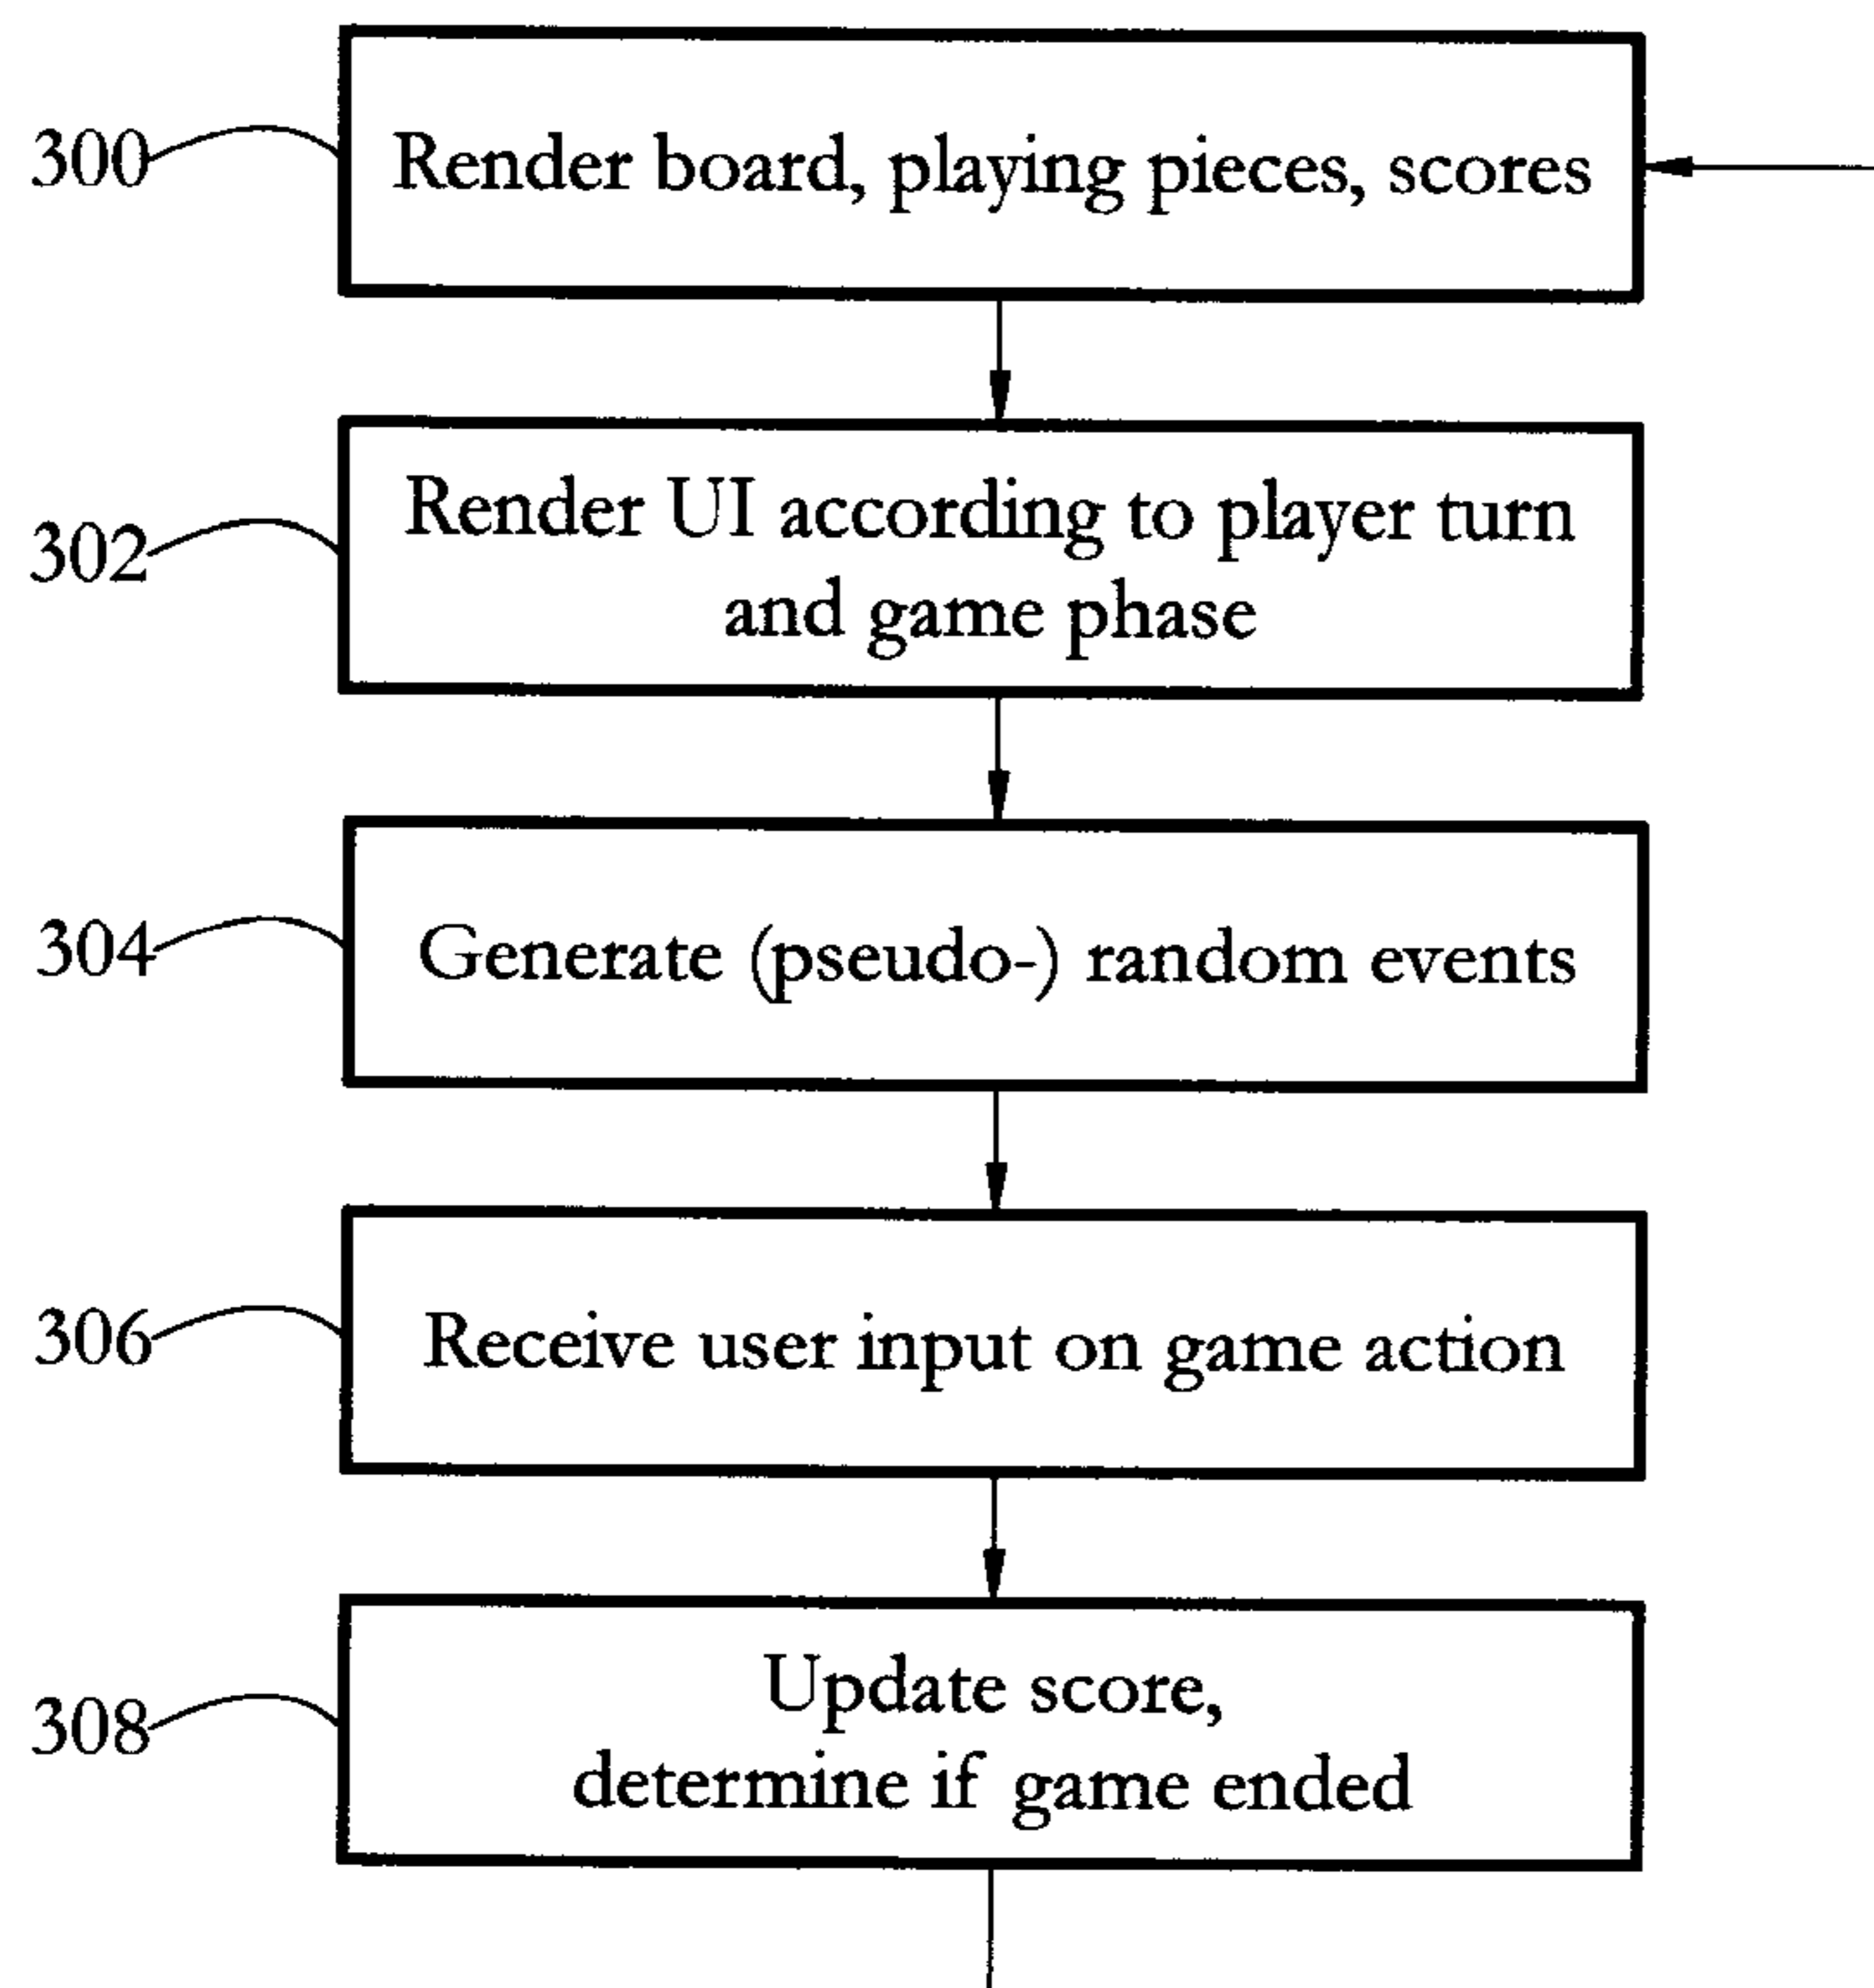 300
Render board, playing pieces, scores
302
Render UI according to player turn
and game phase
304
Generate (pseudo-) random events
306
Receive user input on game action
308
Update score,
determine if game ended